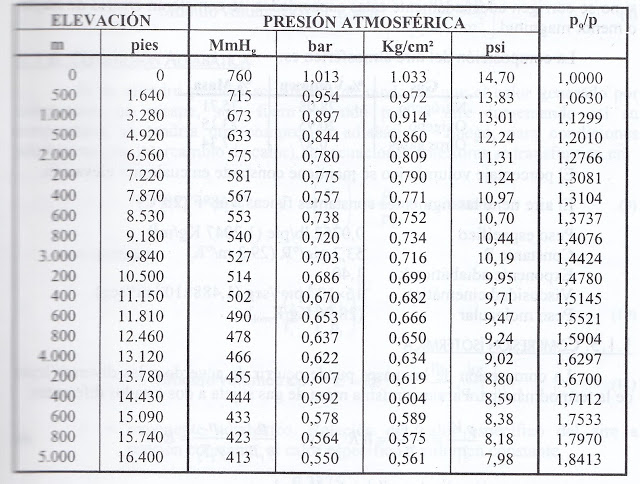 ELEVACIÓN PRESIÓN ATMOSFÉRICA p₀/p
m pies MmHg bar Kg/cm² psi
0 0 760 1,013 1.033 14,70 1,0000
500 1.640 715 0,954 0,972 13,83 1,0630
1.000 3.280 673 0,897 0,914 13,01 1,1299
500 4.920 633 0,844 0,860 12,24 1,2010
2.000 6.560 575 0,780 0,809 11,31 1,2766
200 7.220 581 0,775 0,790 11,24 1,3081
400 7.870 567 0,757 0,771 10,97 1,3104
600 8.530 553 0,738 0,752 10,70 1,3737
800 9.180 540 0,720 0,734 10,44 1,4076
3.000 9.840 527 0,703 0,716 10,19 1,4424
200 10.500 514 0,686 0,699 9,95 1,4780
400 11.150 502 0,670 0,682 9,71 1,5145
600 11.810 490 0,653 0,666 9,47 1,5521
800 12.460 478 0,637 0,650 9,24 1,5904
4.000 13.120 466 0,622 0,634 9,02 1,6297
200 13.780 455 0,607 0,619 8,80 1,6700
400 14.430 444 0,592 0,604 8,59 1,7112
600 15.090 433 0,578 0,589 8,38 1,7533
800 15.740 423 0,564 0,575 8,18 1,7970
5.000 16.400 413 0,550 0,561 7,98 1,8413